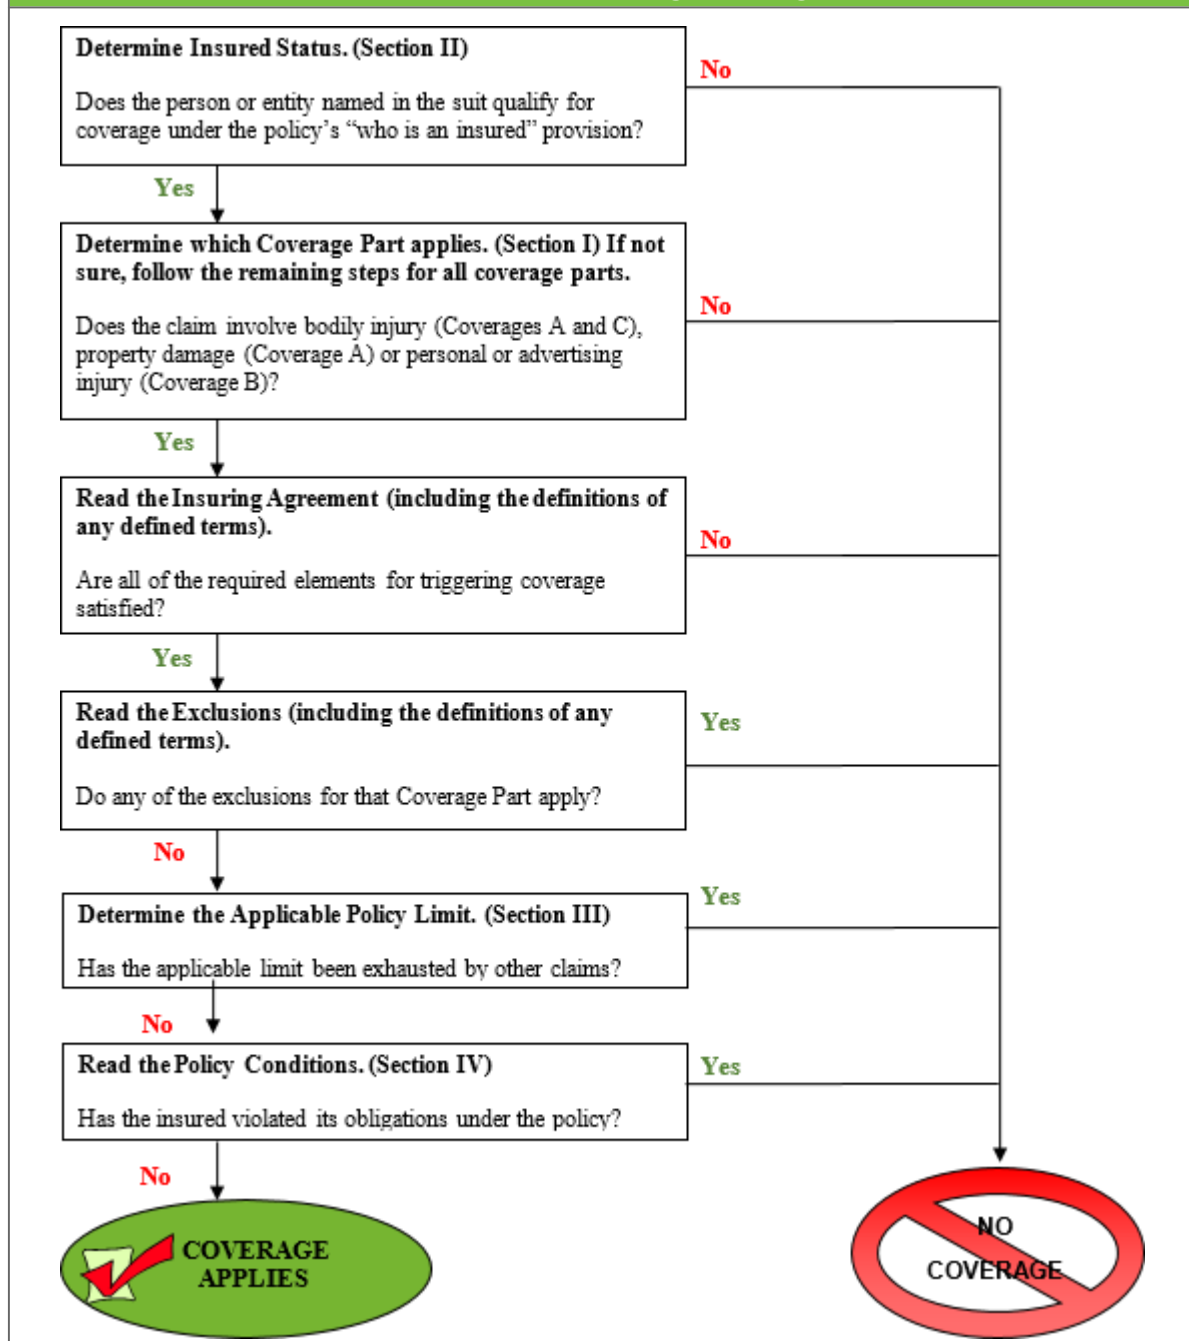 Determine Insured Status. (Section II)
Does the person or entity named in the suit qualify for
coverage under the policy’s “who is an insured” provision?
No
Yes
Determine which Coverage Part applies. (Section I) If not
sure, follow the remaining steps for all coverage parts.
Does the claim involve bodily injury (Coverages A and C),
property damage (Coverage A) or personal or advertising
injury (Coverage B)?
No
Yes
Read the Insuring Agreement (including the definitions of
any defined terms).
Are all of the required elements for triggering coverage
satisfied?
No
Yes
Read the Exclusions (including the definitions of any
defined terms).
Do any of the exclusions for that Coverage Part apply?
Yes
No
Determine the Applicable Policy Limit. (Section III)
Has the applicable limit been exhausted by other claims?
Yes
No
Read the Policy Conditions. (Section IV)
Has the insured violated its obligations under the policy?
Yes
No
COVERAGE
APPLIES
NO
COVERAGE